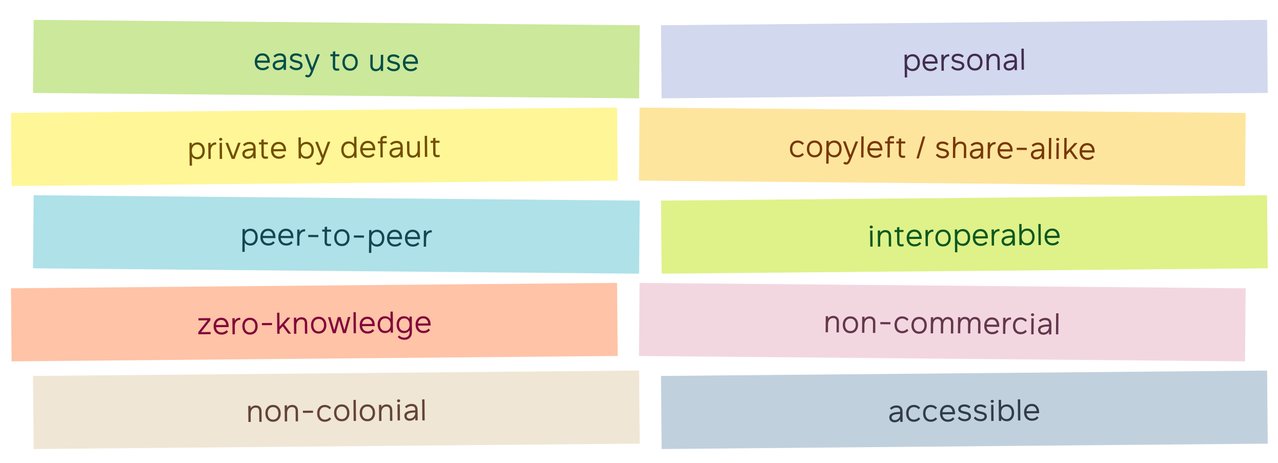 easy to use
personal
private by default
copyleft / share-alike
peer-to-peer
interoperable
zero-knowledge
non-commercial
non-colonial
accessible